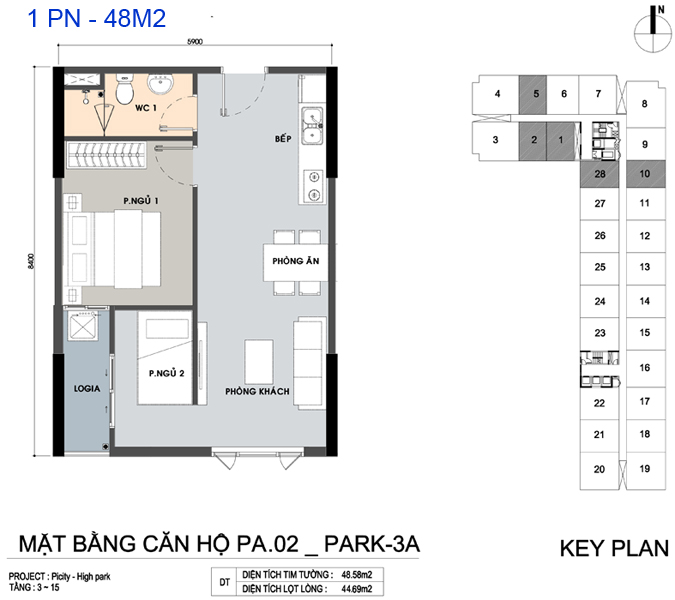 1 PN - 48M2
5900
8400
WC 1
BẾP
P.NGỦ 1
PHÒNG ĂN
P.NGỦ 2
LOGIA
PHÒNG KHÁCH
N
4 5 6 7 8
3 2 1 9
28 10
27 11
26 12
25 13
24 14
23 15
16
22 17
21 18
20 19
MẶT BẰNG CĂN HỘ PA.02 _ PARK-3A
KEY PLAN
PROJECT : Picity - High park
TẦNG : 3 ~ 15
DT
DIỆN TÍCH TIM TƯỜNG : 48.58m2
DIỆN TÍCH LỌT LÒNG : 44.69m2